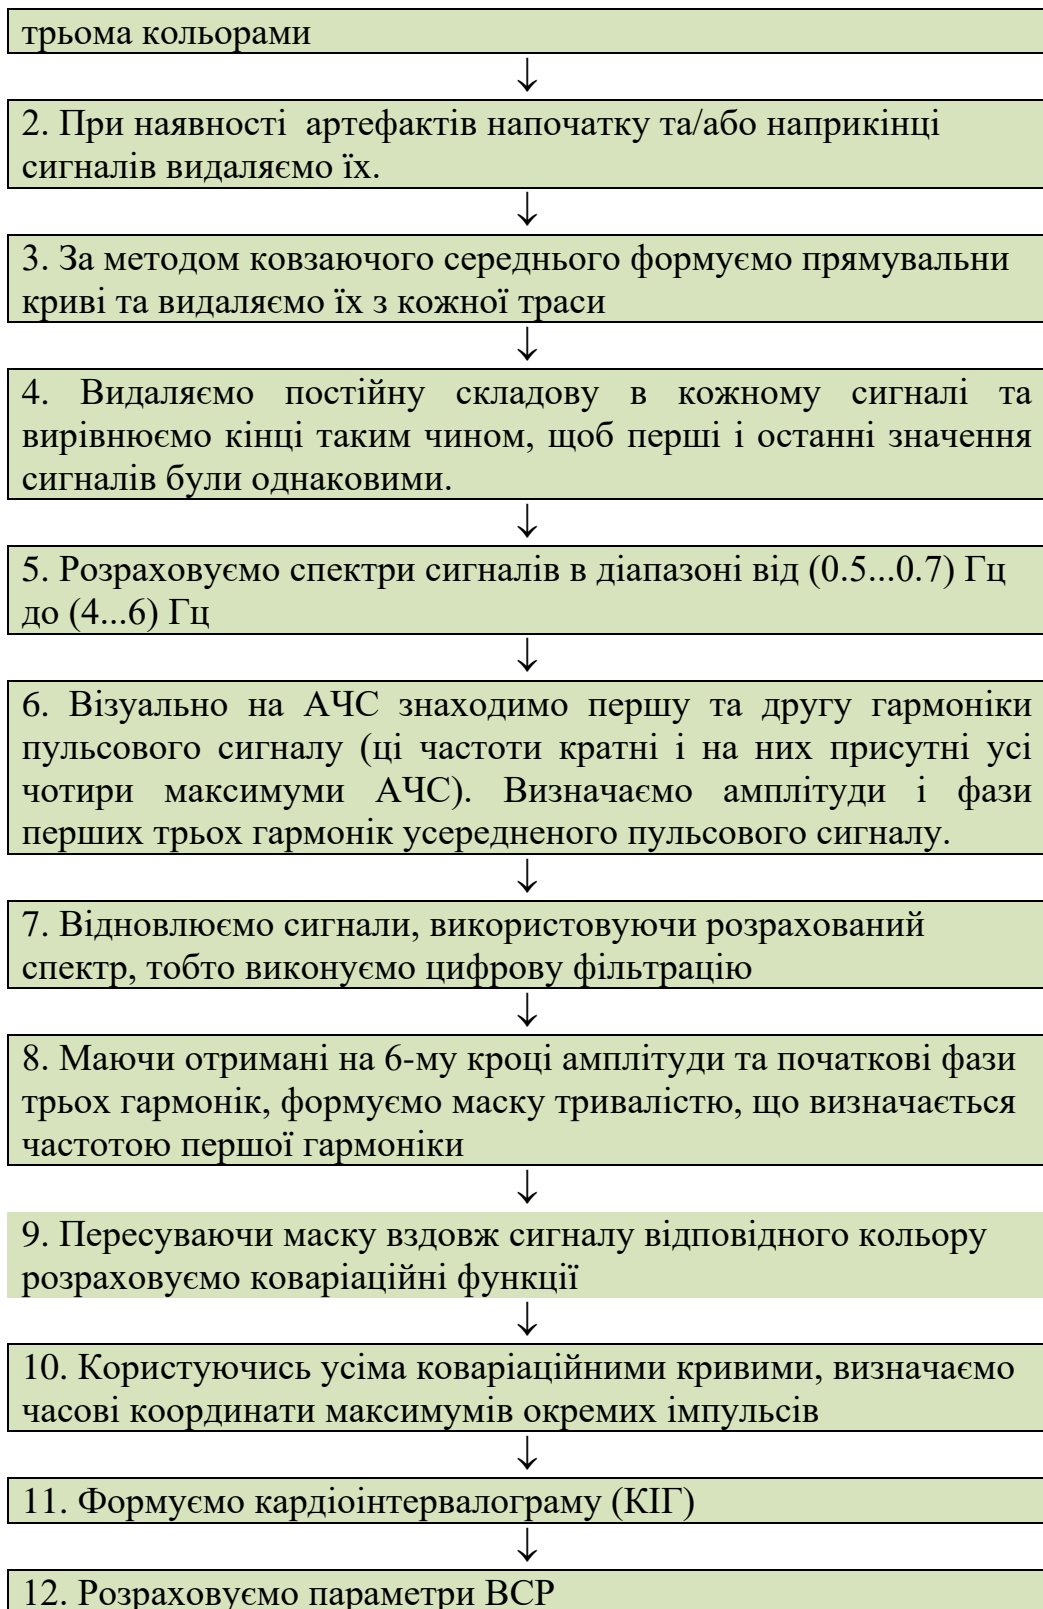 трьома кольорами
↓
2. При наявності артефактів напочатку та/або наприкінці
сигналів видаляємо їх.
↓
3. За методом ковзаючого середнього формуємо прямувальни
криві та видаляємо їх з кожної траси
↓
4. Видаляємо постійну складову в кожному сигналі та
вирівнюємо кінці таким чином, щоб перші і останні значення
сигналів були однаковими.
↓
5. Розраховуємо спектри сигналів в діапазоні від (0.5...0.7) Гц
до (4...6) Гц
↓
6. Візуально на АЧС знаходимо першу та другу гармоніки
пульсового сигналу (ці частоти кратні і на них присутні усі
чотири максимуми АЧС). Визначаємо амплітуди і фази
перших трьох гармонік усередненого пульсового сигналу.
↓
7. Відновлюємо сигнали, використовуючи розрахований
спектр, тобто виконуємо цифрову фільтрацію
↓
8. Маючи отримані на 6-му кроці амплітуди та початкові фази
трьох гармонік, формуємо маску тривалістю, що визначається
частотою першої гармоніки
↓
9. Пересуваючи маску вздовж сигналу відповідного кольору
розраховуємо коваріаційні функції
↓
10. Користуючись усіма коваріаційними кривими, визначаємо
часові координати максимумів окремих імпульсів
↓
11. Формуємо кардіоінтервалограму (КІГ)
↓
12. Розраховуємо параметри ВСР